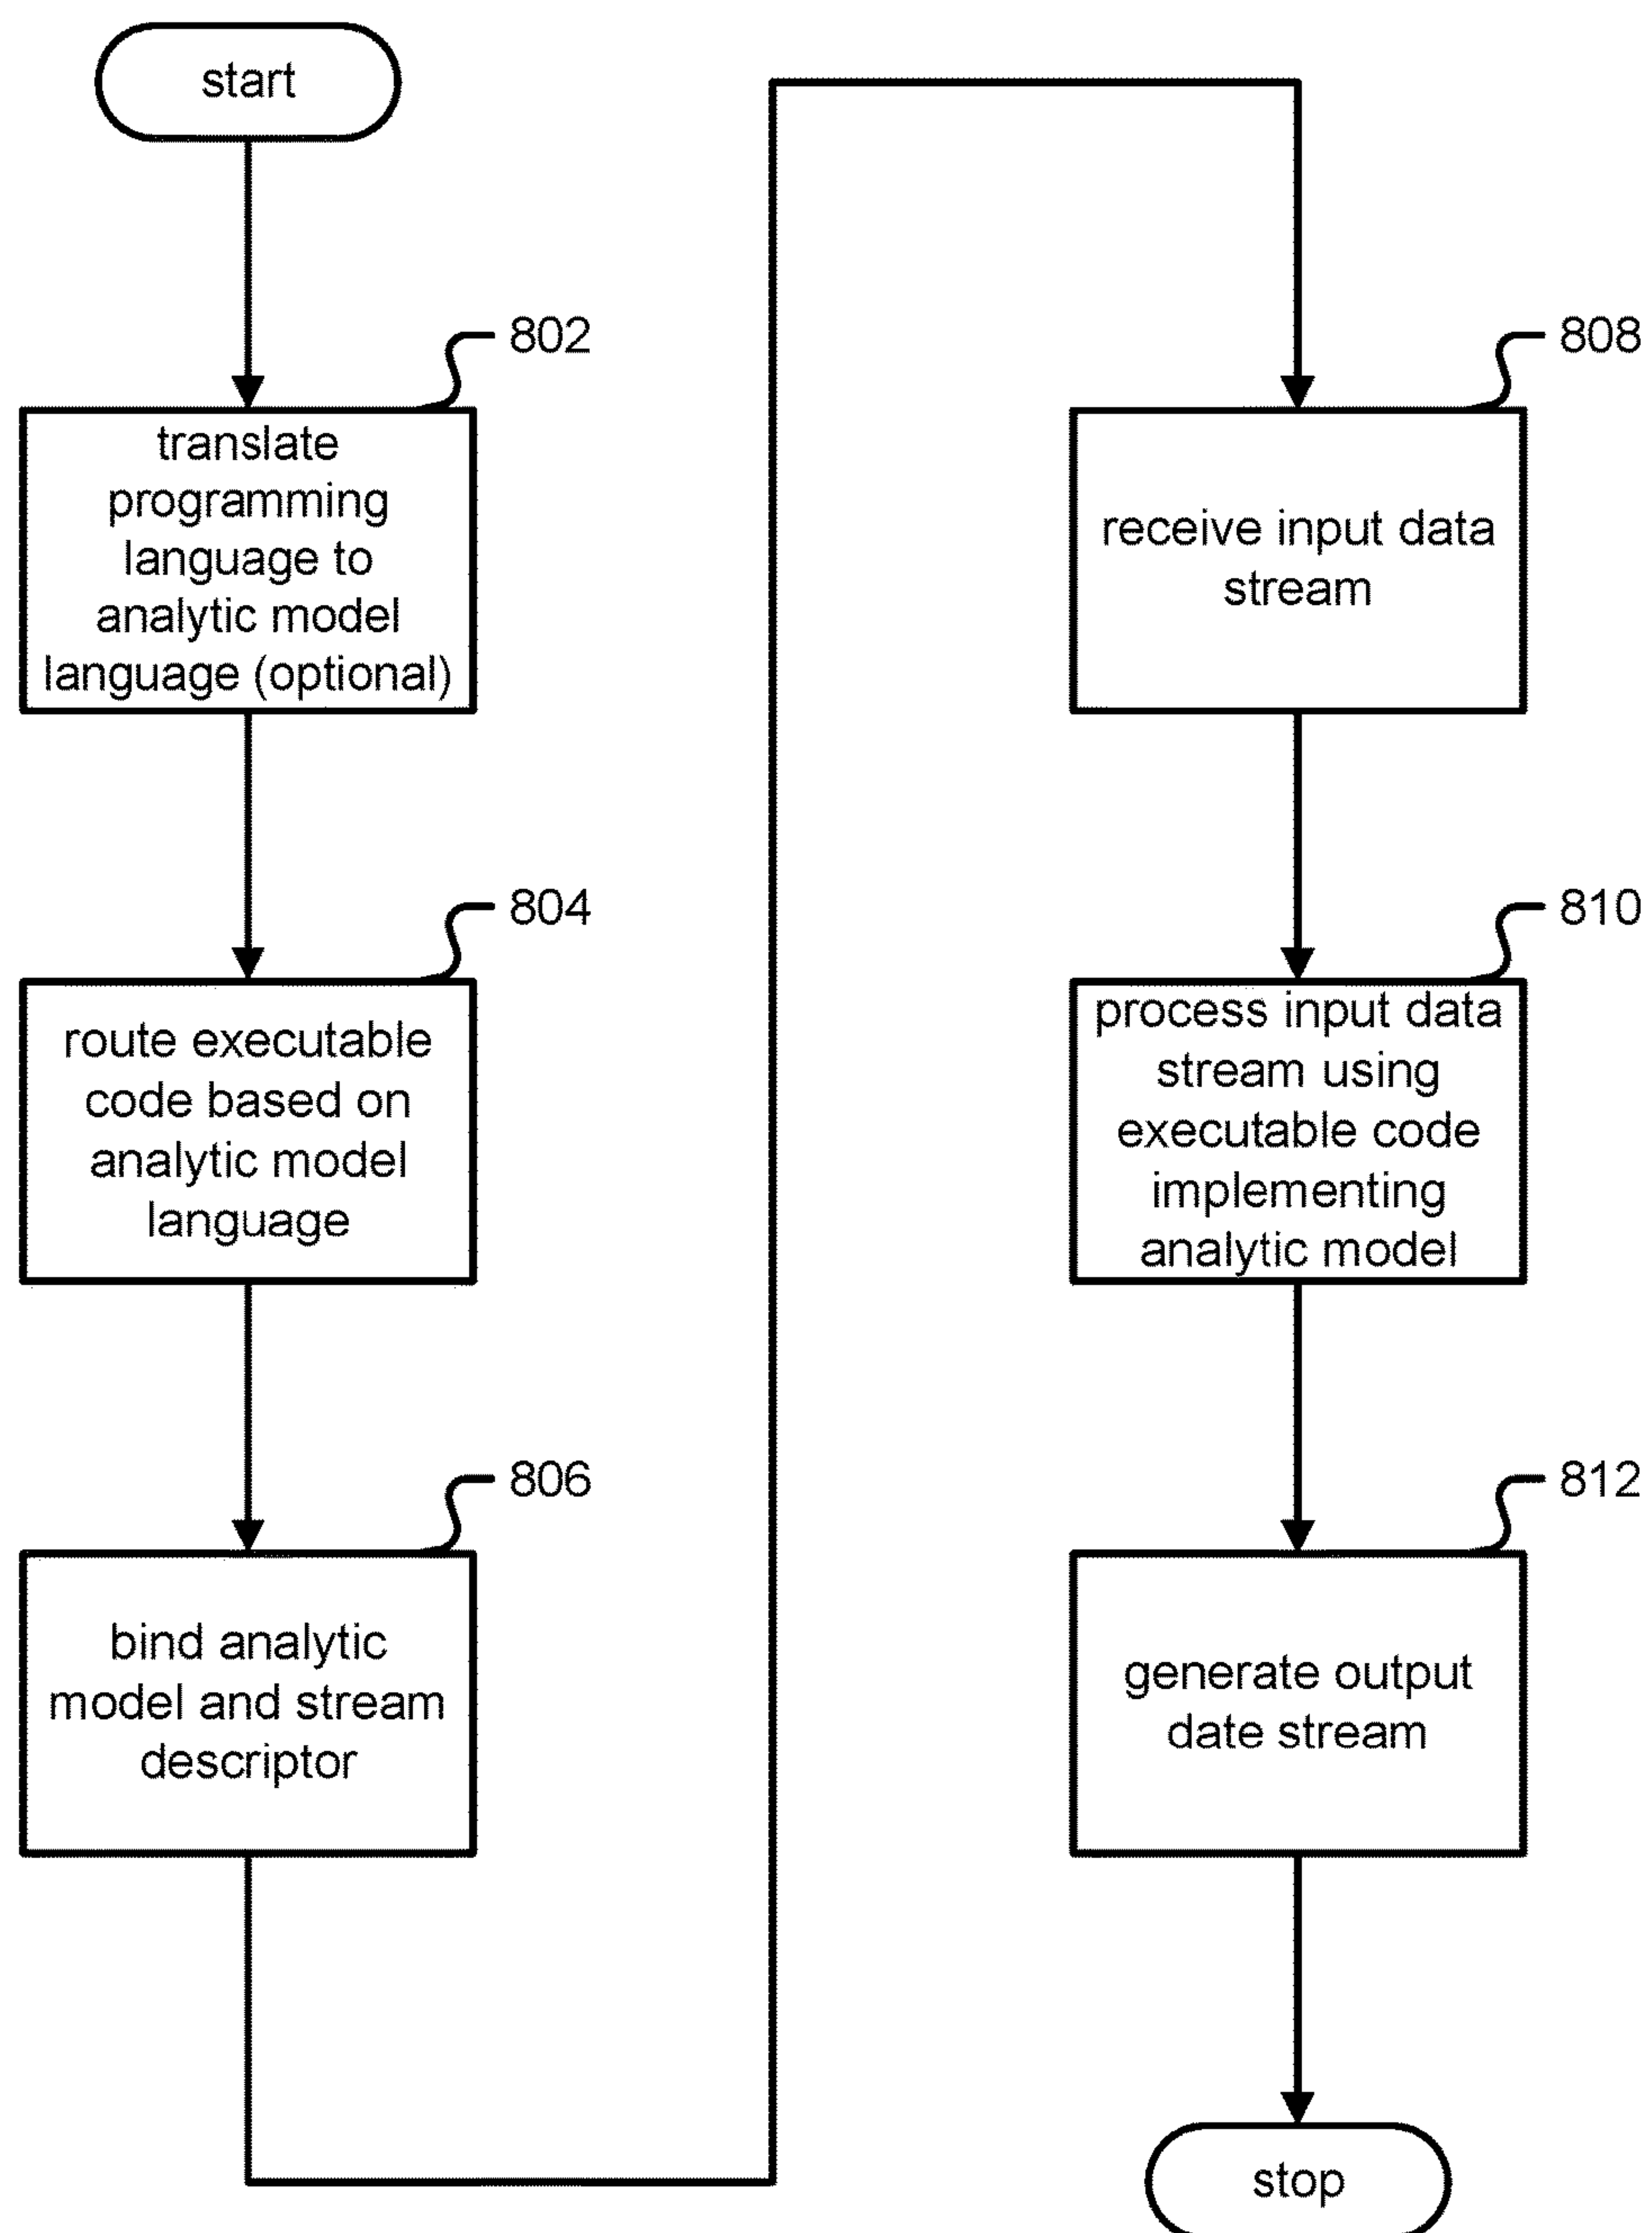 start
802
translate
programming
language to
analytic model
language (optional)
804
route executable
code based on
analytic model
language
806
bind analytic
model and stream
descriptor
808
receive input data
stream
810
process input data
stream using
executable code
implementing
analytic model
812
generate output
date stream
stop